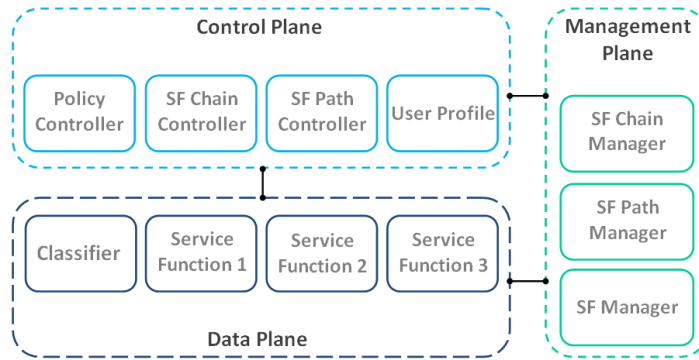 Control Plane
Policy
Controller
SF Chain
Controller
SF Path
Controller
User Profile
Management
Plane
SF Chain
Manager
SF Path
Manager
SF Manager
Classifier
Service
Function 1
Service
Function 2
Service
Function 3
Data Plane